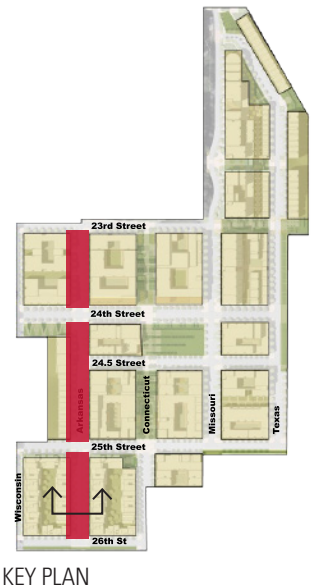 23rd Street
24th Street
24.5 Street
Arkansas
Connecticut
Missouri
Texas
25th Street
Wisconsin
26th St
KEY PLAN